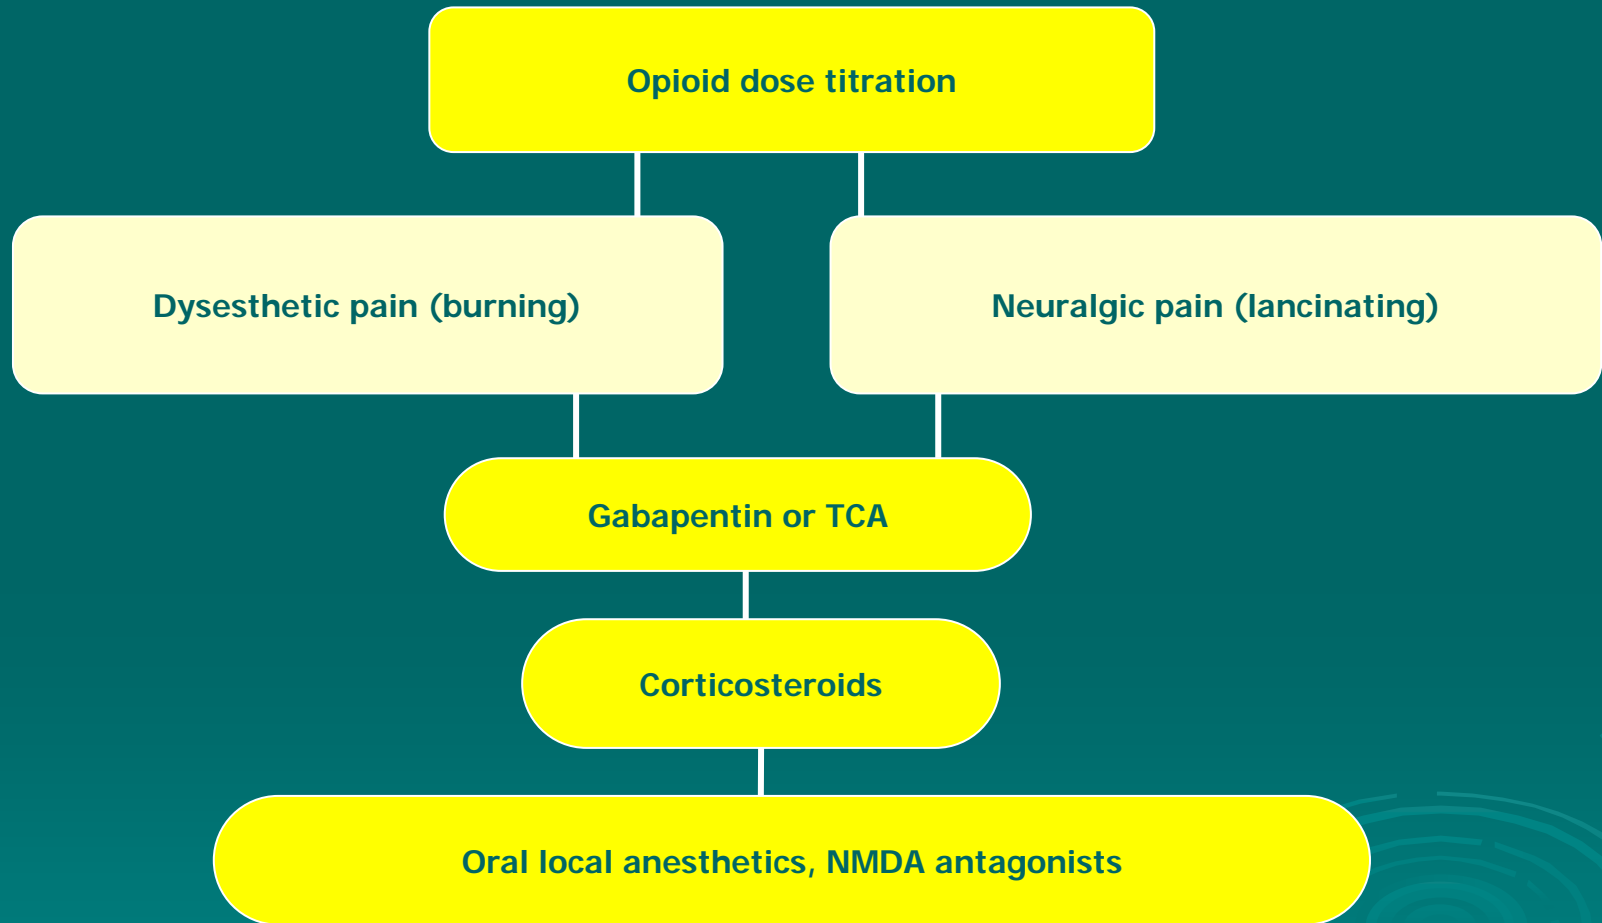 Opioid dose titration
Dysesthetic pain (burning)
Neuralgic pain (lancinating)
Gabapentin or TCA
Corticosteroids
Oral local anesthetics, NMDA antagonists